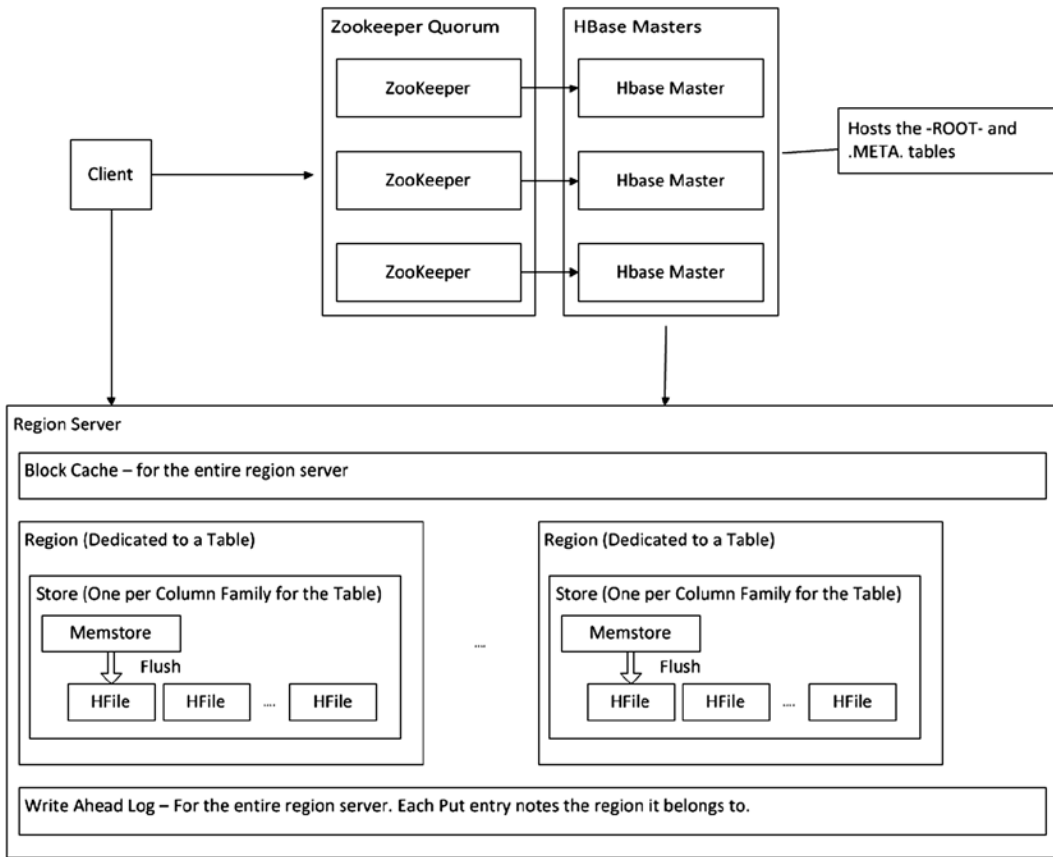 Zookeeper Quorum
HBase Masters
ZooKeeper
Hbase Master
Hosts the -ROOT- and
.META. tables
Client
ZooKeeper
Hbase Master
ZooKeeper
Hbase Master
Region Server
Block Cache – for the entire region server
Region (Dedicated to a Table)
Store (One per Column Family for the Table)
Memstore
Flush
HFile
HFile
....
HFile
....
Region (Dedicated to a Table)
Store (One per Column Family for the Table)
Memstore
Flush
HFile
HFile
....
HFile
Write Ahead Log – For the entire region server. Each Put entry notes the region it belongs to.